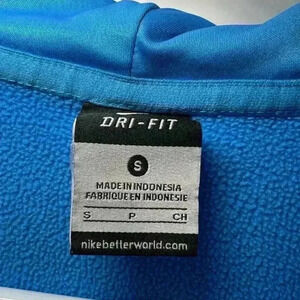 DRI-FIT
S
MADE IN INDONESIA
FABRIQUE EN INDONESIE
S P CH
nikebetterworld.com